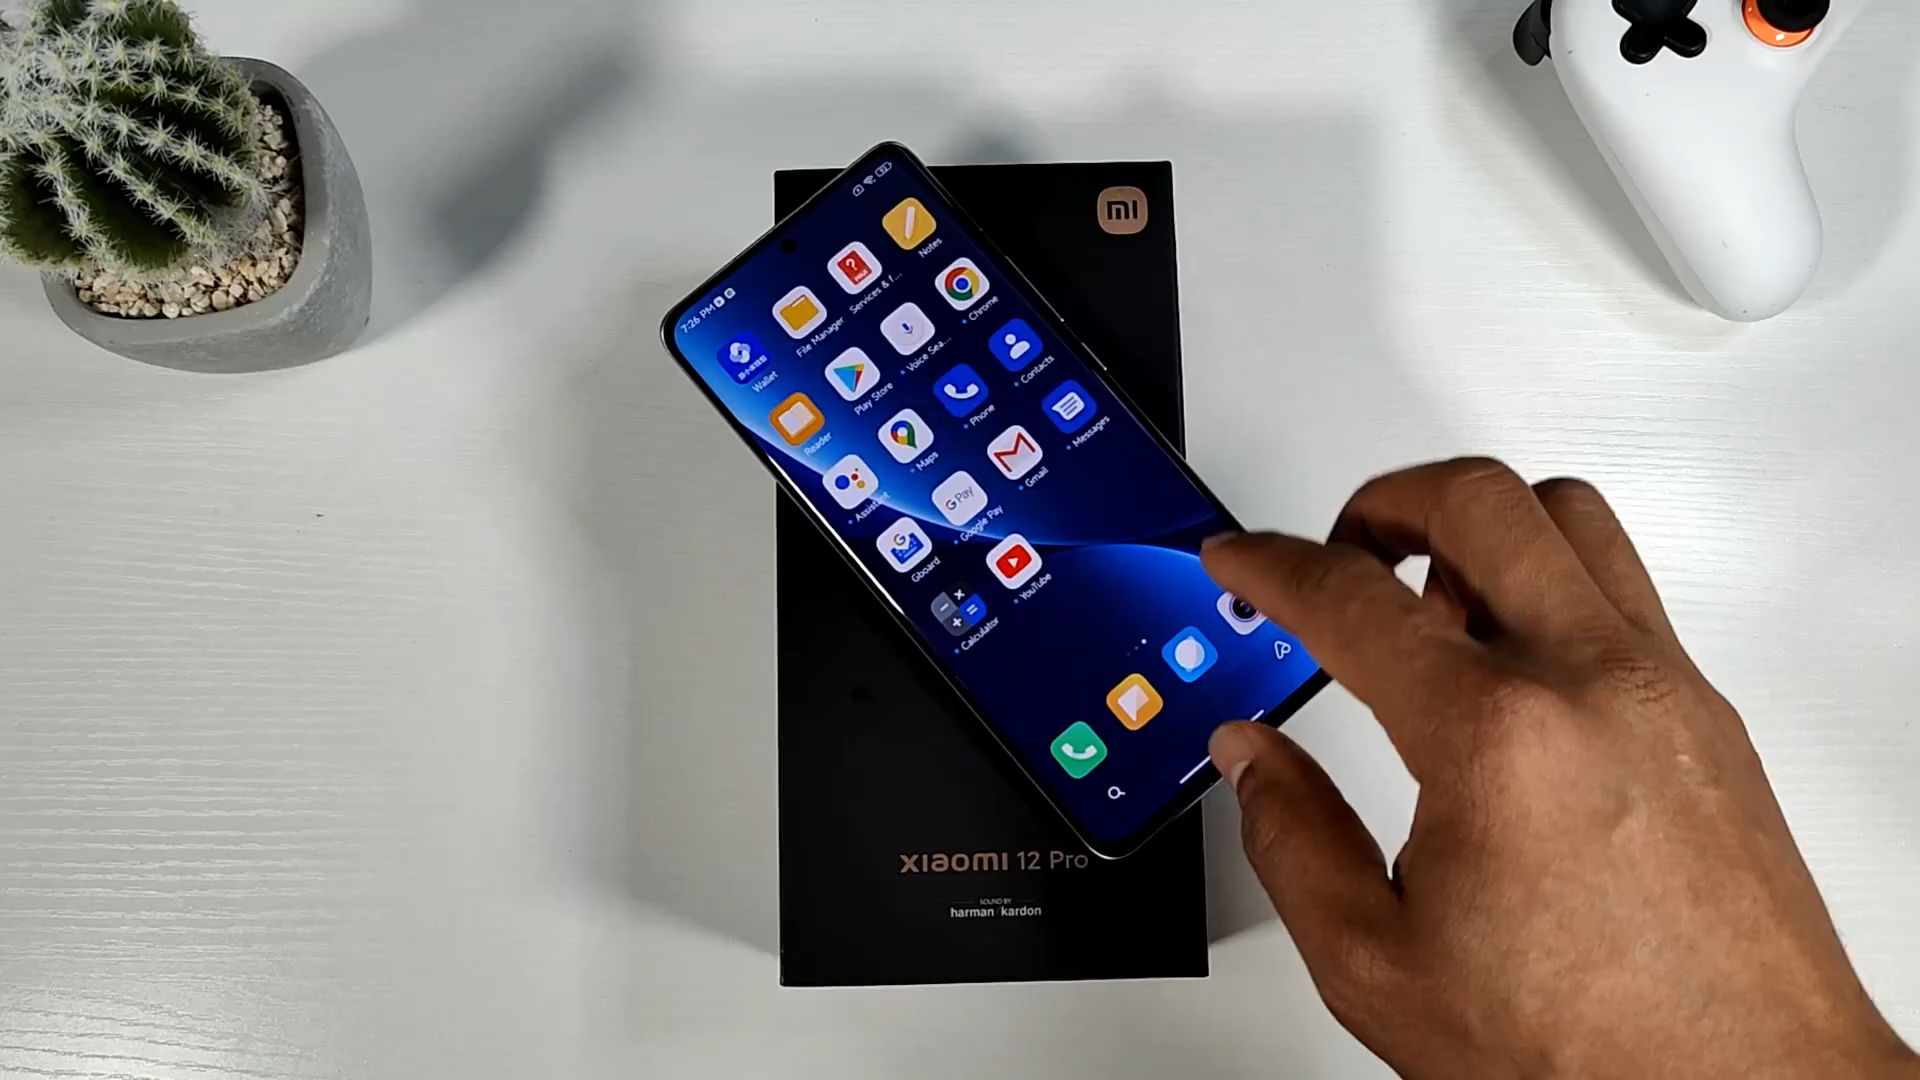 7:26 PM
Wallet
File Manager
Services & f...
Notes
Reader
Play Store
Voice Sea...
Chrome
Assistant
Maps
Phone
Contacts
Gboard
G Pay
Google Pay
Gmail
Messages
Calculator
YouTube
mi
xiaomi 12 Pro
SOUND BY
harman/kardon